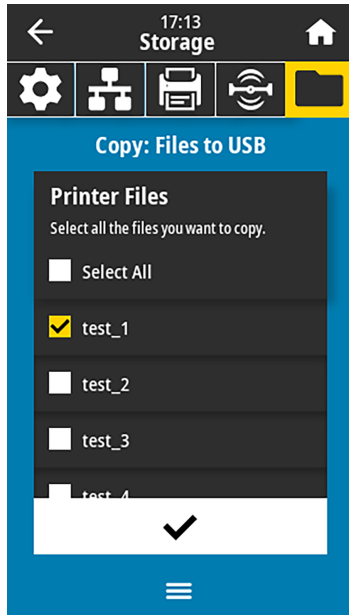 17:13
Storage
Copy: Files to USB
Printer Files
Select all the files you want to copy.
Select All
test_1
test_2
test_3
test_4